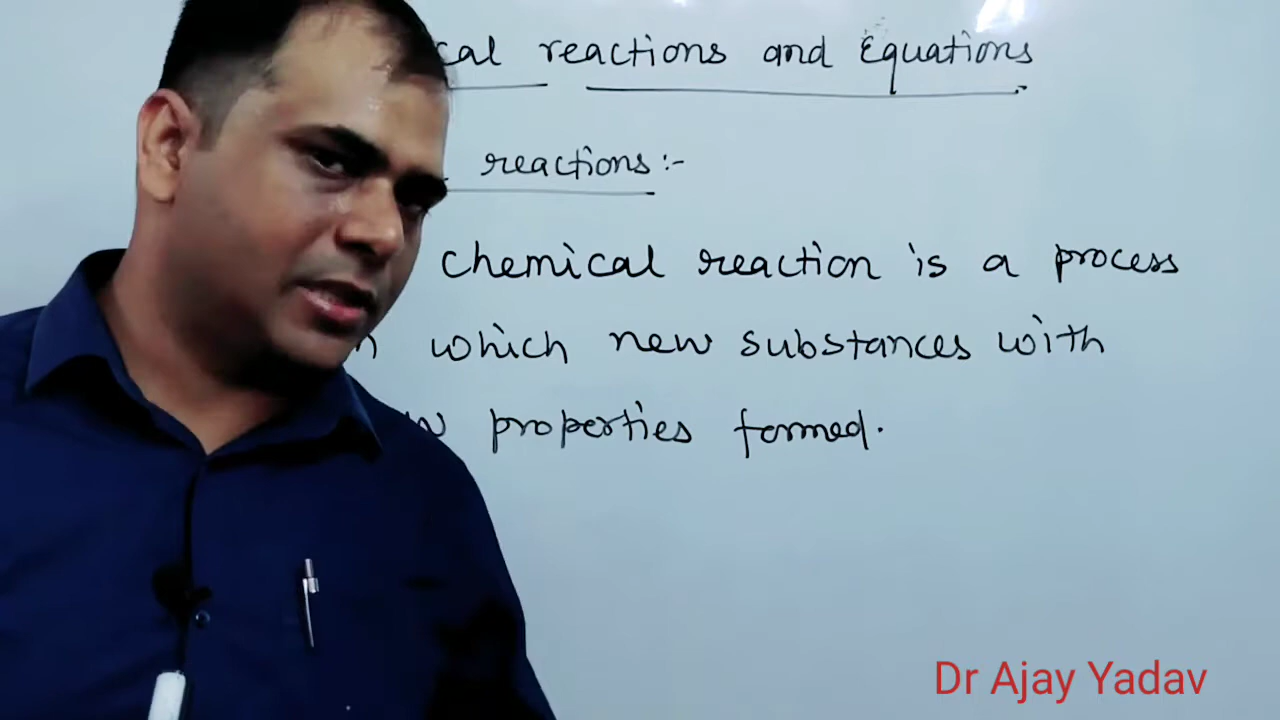 cal reactions and Equations
reactions:-
chemical reaction is a process
which new substances with
properties formed.
Dr Ajay Yadav